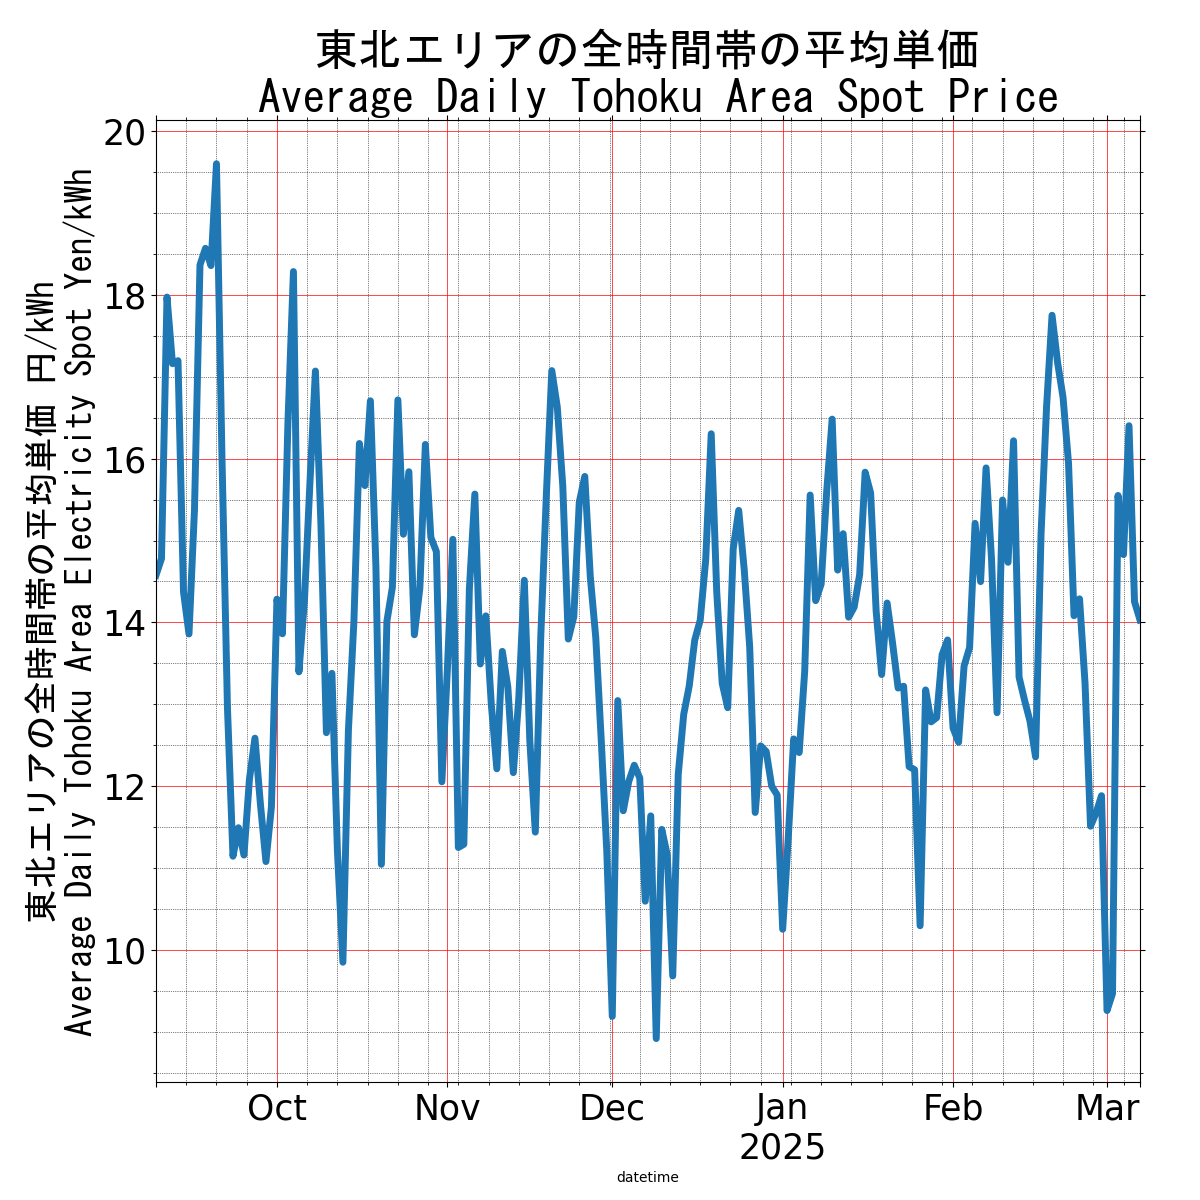 東北エリアの全時間帯の平均単価
Average Daily Tohoku Area Spot Price
東北エリアの全時間帯の平均単価 円/kWh
Average Daily Tohoku Area Electricity Spot Yen/kWh
20
18
16
14
12
10
Oct Nov Dec Jan Feb Mar
2025
datetime